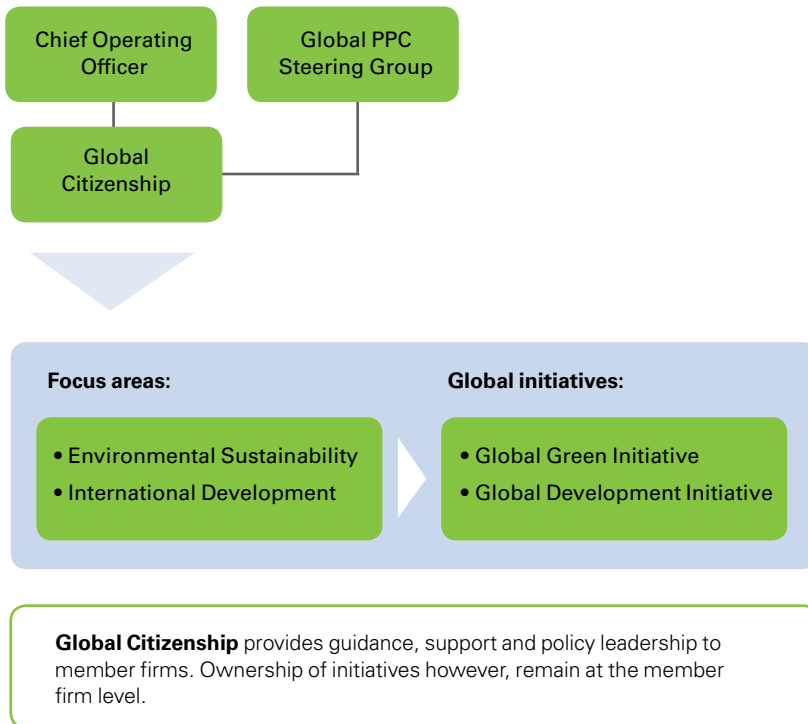 Chief Operating
Officer
Global PPC
Steering Group
Global
Citizenship
Focus areas:
• Environmental Sustainability
• International Development
Global initiatives:
• Global Green Initiative
• Global Development Initiative
Global Citizenship provides guidance, support and policy leadership to
member firms. Ownership of initiatives however, remain at the member
firm level.